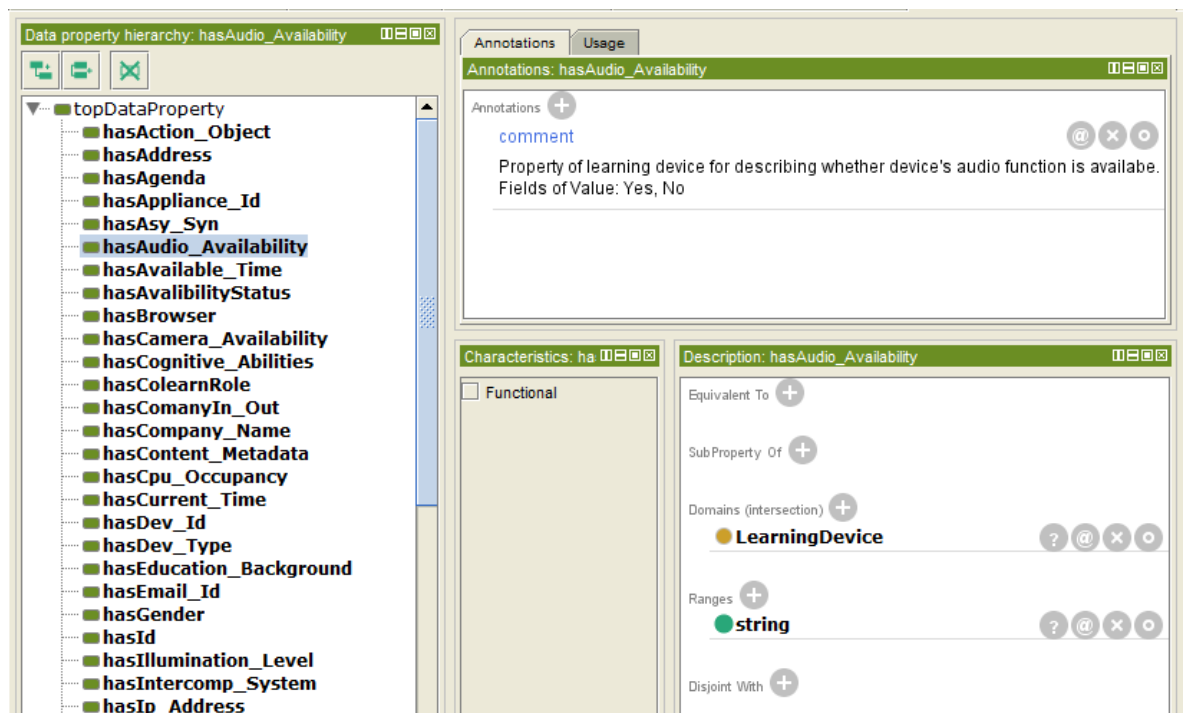 Data property hierarchy: hasAudio_Availability
topDataProperty
hasAction_Object
hasAddress
hasAgenda
hasAppliance_Id
hasAsy_Syn
hasAudio_Availability
hasAvailable_Time
hasAvalibilityStatus
hasBrowser
hasCamera_Availability
hasCognitive_Abilities
hasColearnRole
hasComanyIn_Out
hasCompany_Name
hasContent_Metadata
hasCpu_Occupancy
hasCurrent_Time
hasDev_Id
hasDev_Type
hasEducation_Background
hasEmail_Id
hasGender
hasId
hasIllumination_Level
hasIntercomp_System
hasIp_Address
Annotations Usage
Annotations: hasAudio_Availability
Annotations
comment
Property of learning device for describing whether device's audio function is availabe.
Fields of Value: Yes, No
Characteristics: ha
Functional
Description: hasAudio_Availability
Equivalent To
SubProperty Of
Domains (intersection)
LearningDevice
Ranges
string
Disjoint With